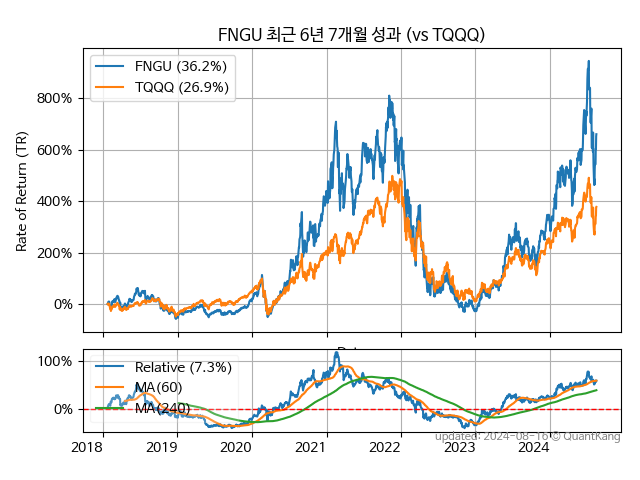 FNGU 최근 6년 7개월 성과 (vs TQQQ)
FNGU (36.2%)
TQQQ (26.9%)
Rate of Return (TR)
800%
600%
400%
200%
0%
100%
0%
Relative (7.3%)
MA(60)
MA(240)
2018 2019 2020 2021 2022 2023 2024
updated: 2024-08-16 © QuantKang